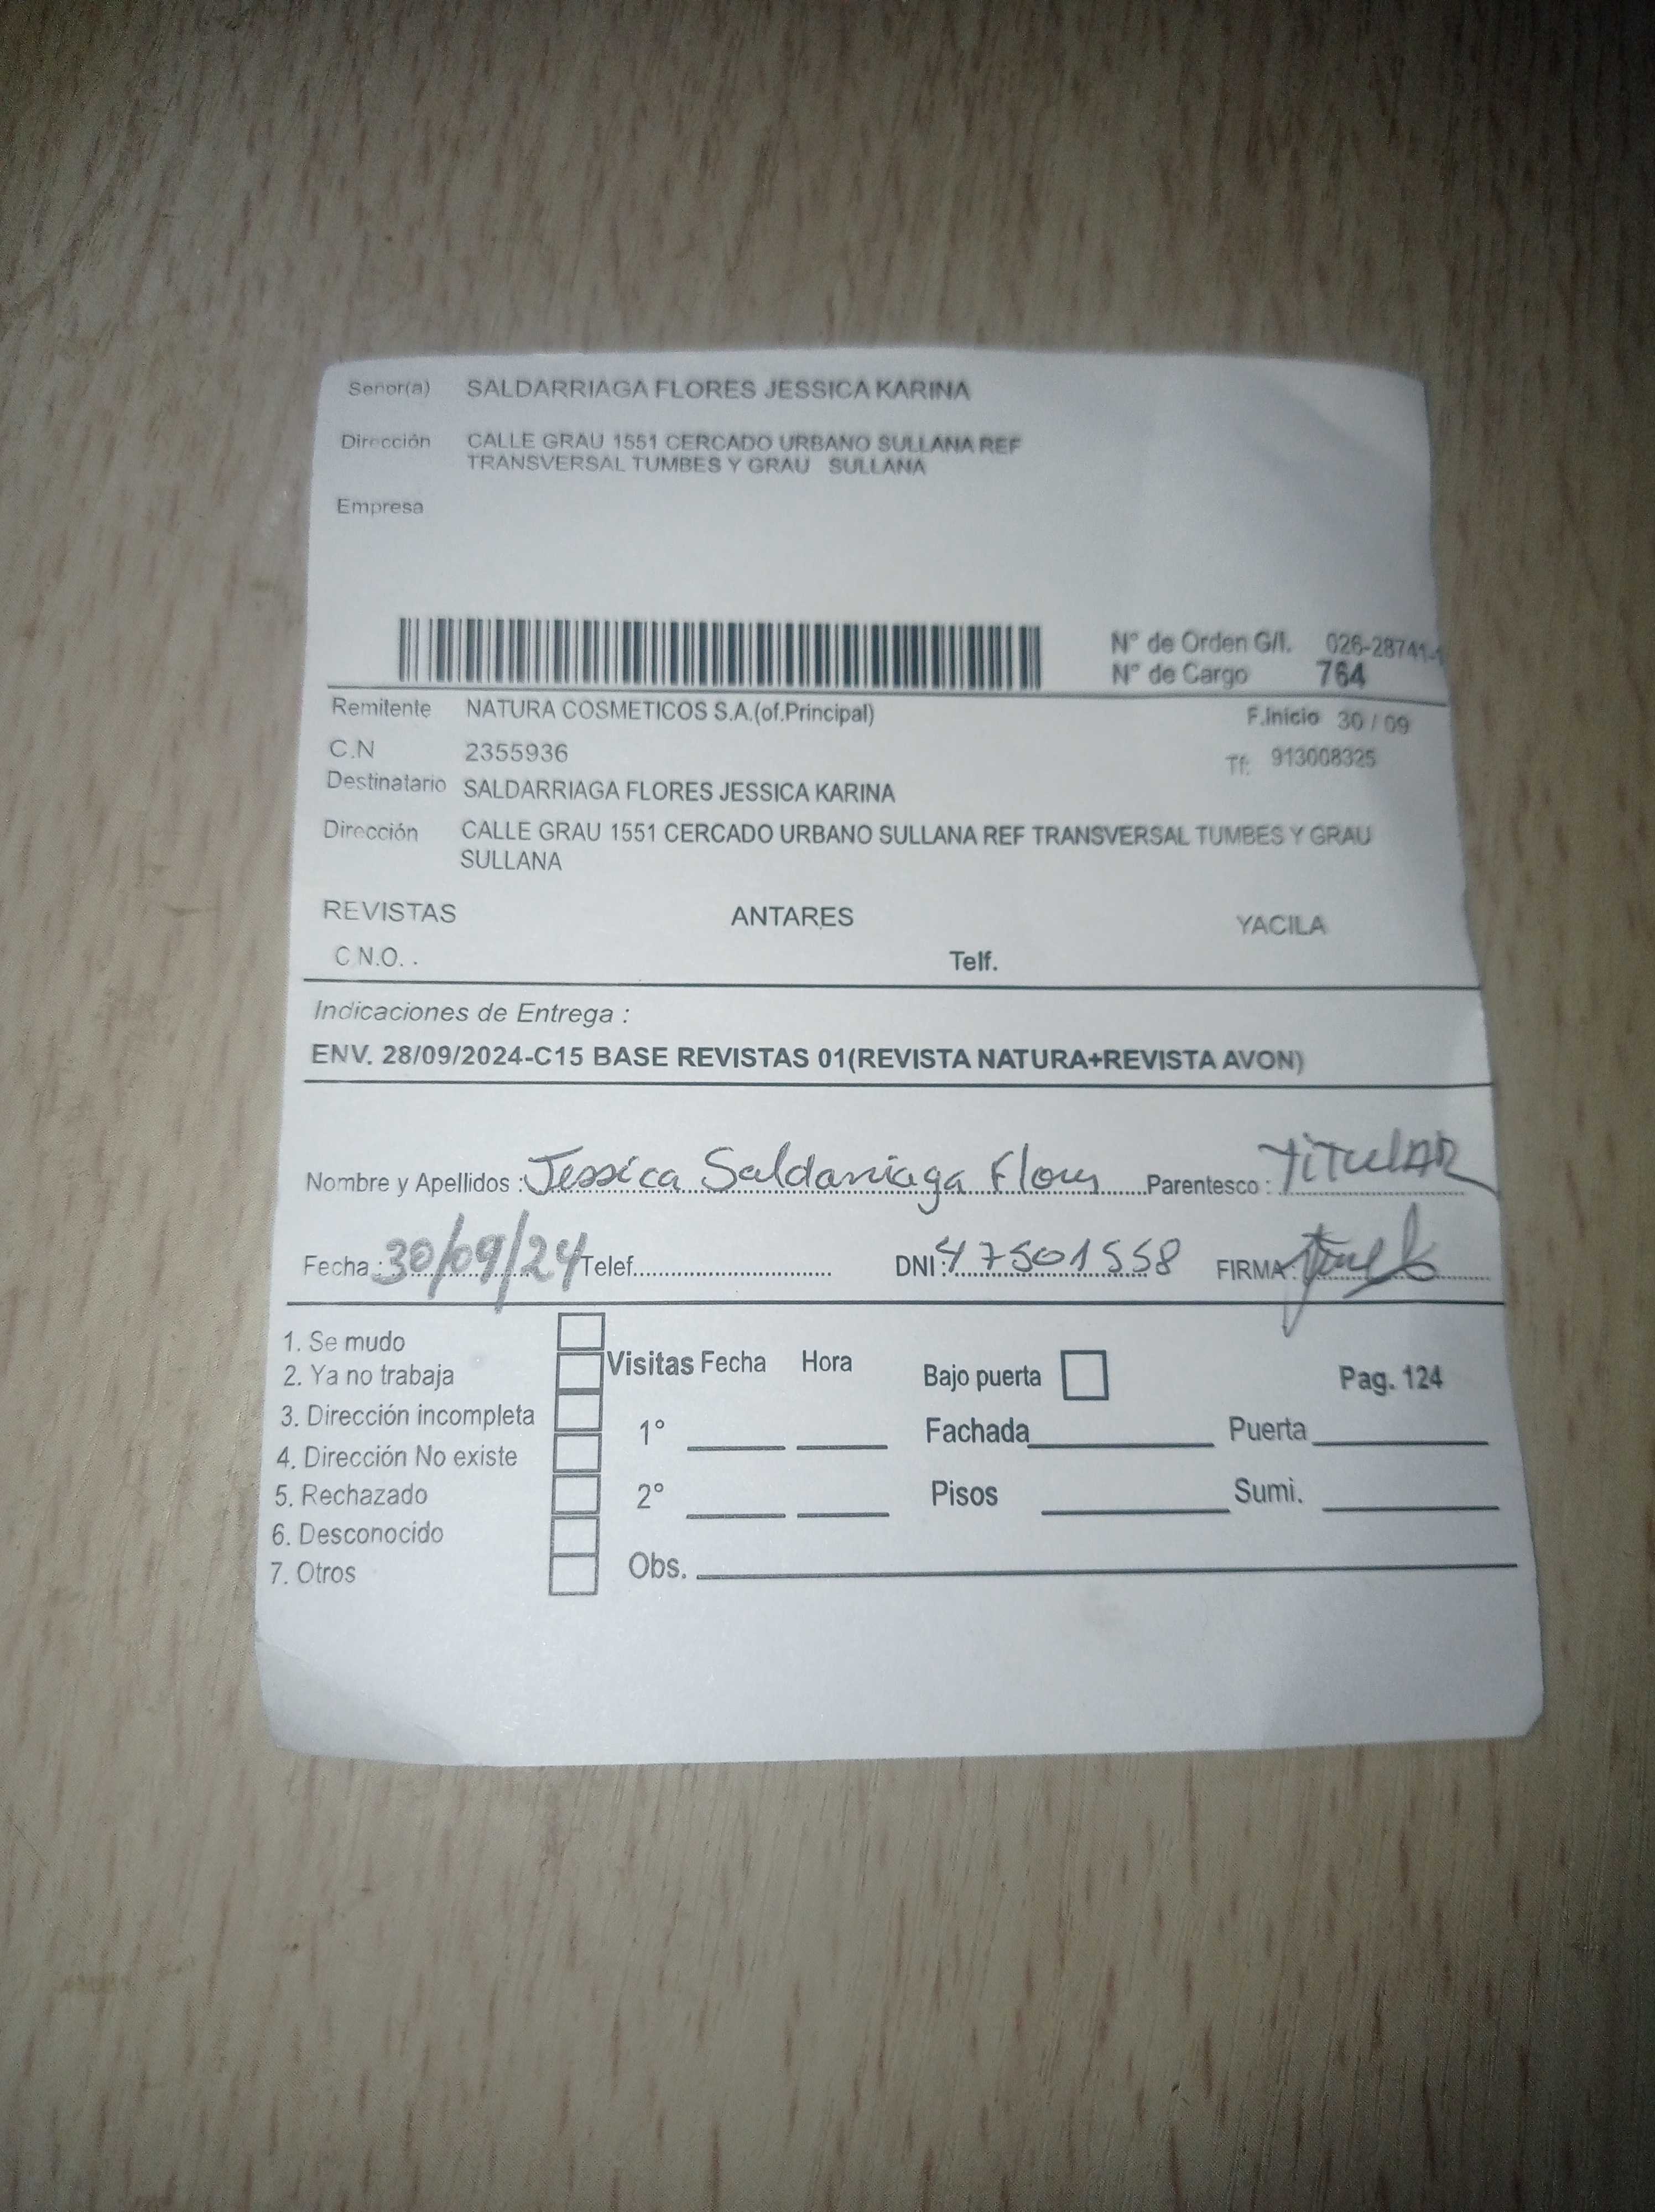 Señor(a) SALDARRIAGA FLORES JESSICA KARINA
Dirección CALLE GRAU 1551 CERCADO URBANO SULLANA REF
TRANSVERSAL TUMBES Y GRAU SULLANA
Empresa
N° de Orden G/I. 026-28741-1
N° de Cargo 764
Remitente NATURA COSMETICOS S.A.(of.Principal) F.Inicio 30 / 09
C.N 2355936 Tf: 913008325
Destinatario SALDARRIAGA FLORES JESSICA KARINA
Dirección CALLE GRAU 1551 CERCADO URBANO SULLANA REF TRANSVERSAL TUMBES Y GRAU
SULLANA
REVISTAS ANTARES YACILA
C.N.O. . Telf.
Indicaciones de Entrega :
ENV. 28/09/2024-C15 BASE REVISTAS 01(REVISTA NATURA+REVISTA AVON)
Nombre y Apellidos : Jessica Saldarriaga Flores Parentesco : TITULAR
Fecha : 30/09/24 Telef. DNI : 47501558 FIRMA :
1. Se mudo
2. Ya no trabaja Visitas Fecha Hora Bajo puerta Pag. 124
3. Dirección incompleta 1° Fachada Puerta
4. Dirección No existe
5. Rechazado 2° Pisos Sumi.
6. Desconocido
7. Otros Obs.